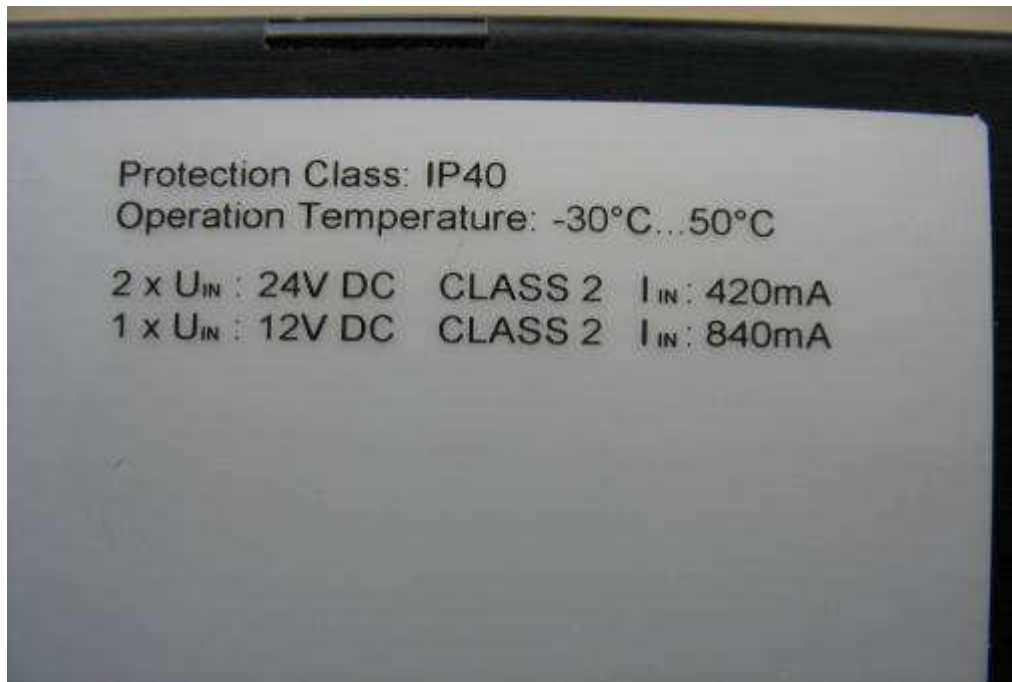 Protection Class: IP40
Operation Temperature: -30°C...50°C
2 x UIN : 24V DC CLASS 2 IIN : 420mA
1 x UIN : 12V DC CLASS 2 IIN : 840mA